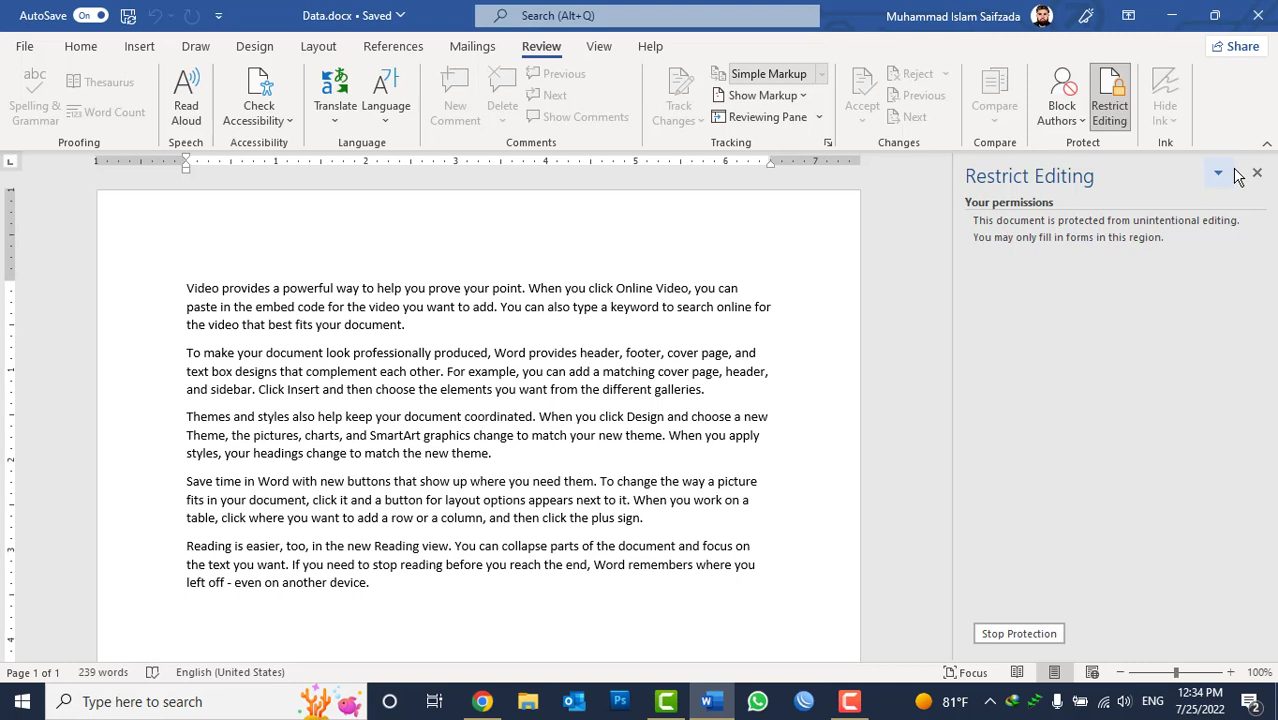 AutoSave On Data.docx • Saved Search (Alt+Q) Muhammad Islam Saifzada
File Home Insert Draw Design Layout References Mailings Review View Help Share
Spelling & Grammar
Thesaurus
Word Count
Read Aloud
Check Accessibility
Translate
Language
New Comment
Delete
Previous
Next
Show Comments
Track Changes
Simple Markup
Show Markup
Reviewing Pane
Accept
Reject
Previous
Next
Compare
Block Authors
Restrict Editing
Hide Ink
Proofing Speech Accessibility Language Comments Tracking Changes Compare Protect Ink
1 1 2 3 4 5 6 7
Restrict Editing
Your permissions
This document is protected from unintentional editing.
You may only fill in forms in this region.
Video provides a powerful way to help you prove your point. When you click Online Video, you can
paste in the embed code for the video you want to add. You can also type a keyword to search online for
the video that best fits your document.
To make your document look professionally produced, Word provides header, footer, cover page, and
text box designs that complement each other. For example, you can add a matching cover page, header,
and sidebar. Click Insert and then choose the elements you want from the different galleries.
Themes and styles also help keep your document coordinated. When you click Design and choose a new
Theme, the pictures, charts, and SmartArt graphics change to match your new theme. When you apply
styles, your headings change to match the new theme.
Save time in Word with new buttons that show up where you need them. To change the way a picture
fits in your document, click it and a button for layout options appears next to it. When you work on a
table, click where you want to add a row or a column, and then click the plus sign.
Reading is easier, too, in the new Reading view. You can collapse parts of the document and focus on
the text you want. If you need to stop reading before you reach the end, Word remembers where you
left off - even on another device.
1
1
2
3
4
Stop Protection
Page 1 of 1 239 words English (United States) Focus 100%
Type here to search 81°F ENG 12:34 PM
7/25/2022 2